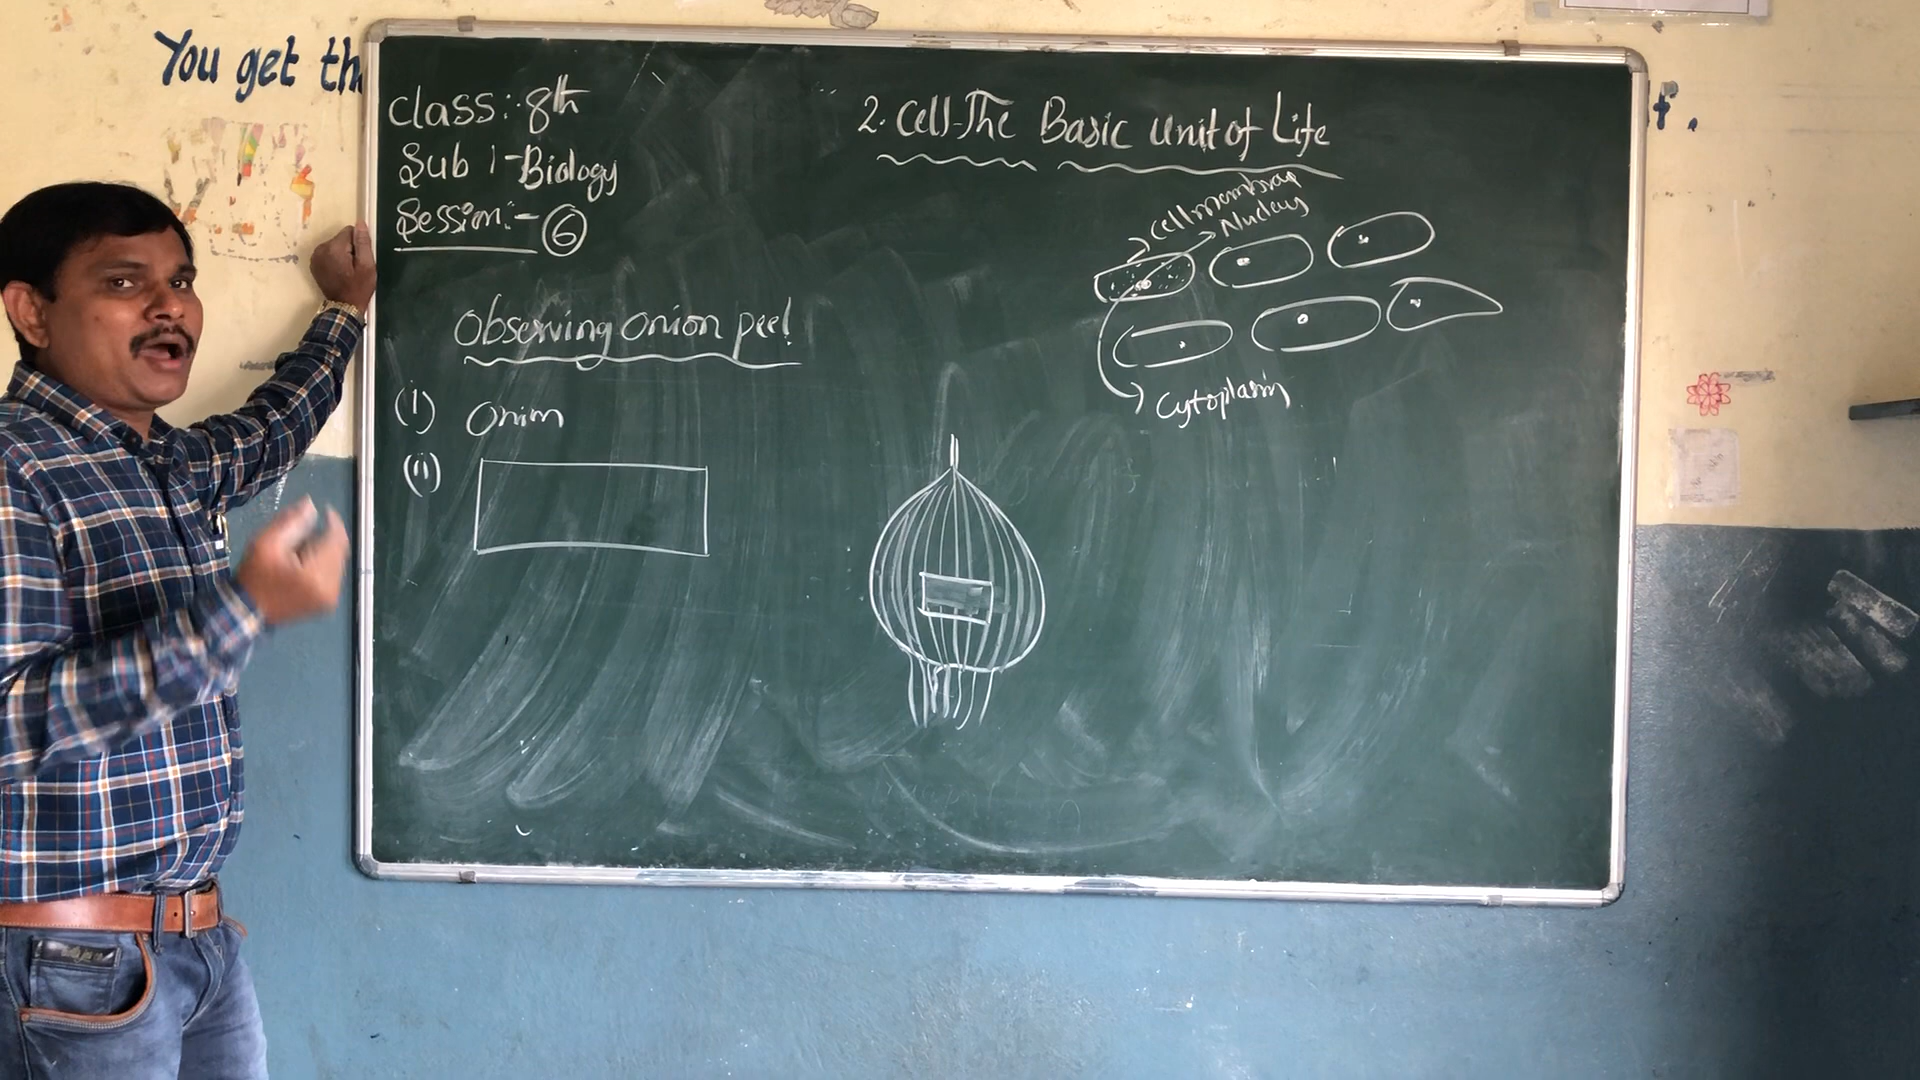 You get th
t.
Class:- 8th
Sub :- Biology
Session:- 6
2. Cell-The Basic Unit of Life
Cell membrane
Nucleus
Cytoplasm
Observing Onion peel
(i) Onion
(ii)